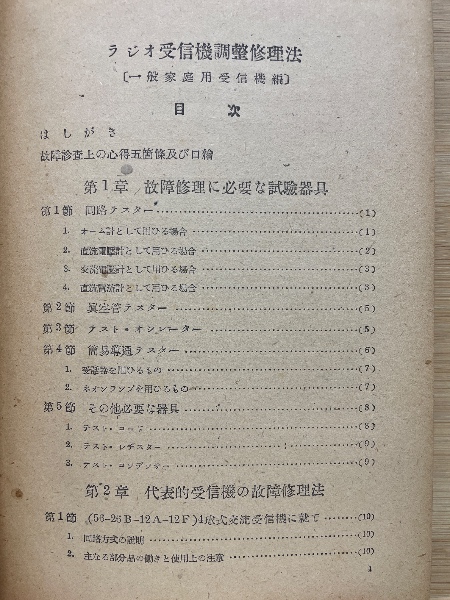 ラジオ受信機調整修理法
〔一般家庭用受信機編〕
目次
はしがき
故障診査上の心得五箇條及び口繪
第1章 故障修理に必要な試驗器具
第1節 回路テスター……(1)
1. オーム計として用ひる場合……(1)
2. 直流電壓計として用ひる場合……(2)
3. 交流電壓計として用ひる場合……(3)
4. 直流電流計として用ひる場合……(3)
第2節 眞空管テスター……(5)
第3節 テスト・オシレーター……(5)
第4節 簡易導通テスター……(6)
1. 受話器を用ひるもの……(7)
2. ネオンランプを用ひるもの……(7)
第5節 その他必要な器具……(8)
1. テスト・コード……(8)
2. テスト・レヂスター……(9)
3. テスト・コンデンサー……(9)
第2章 代表的受信機の故障修理法
第1節 (56-26B-12A-12F)4球式交流受信機に就て……(10)
1. 回路方式の説明……(10)
2. 主なる部分品の働きと使用上の注意……(10)
1